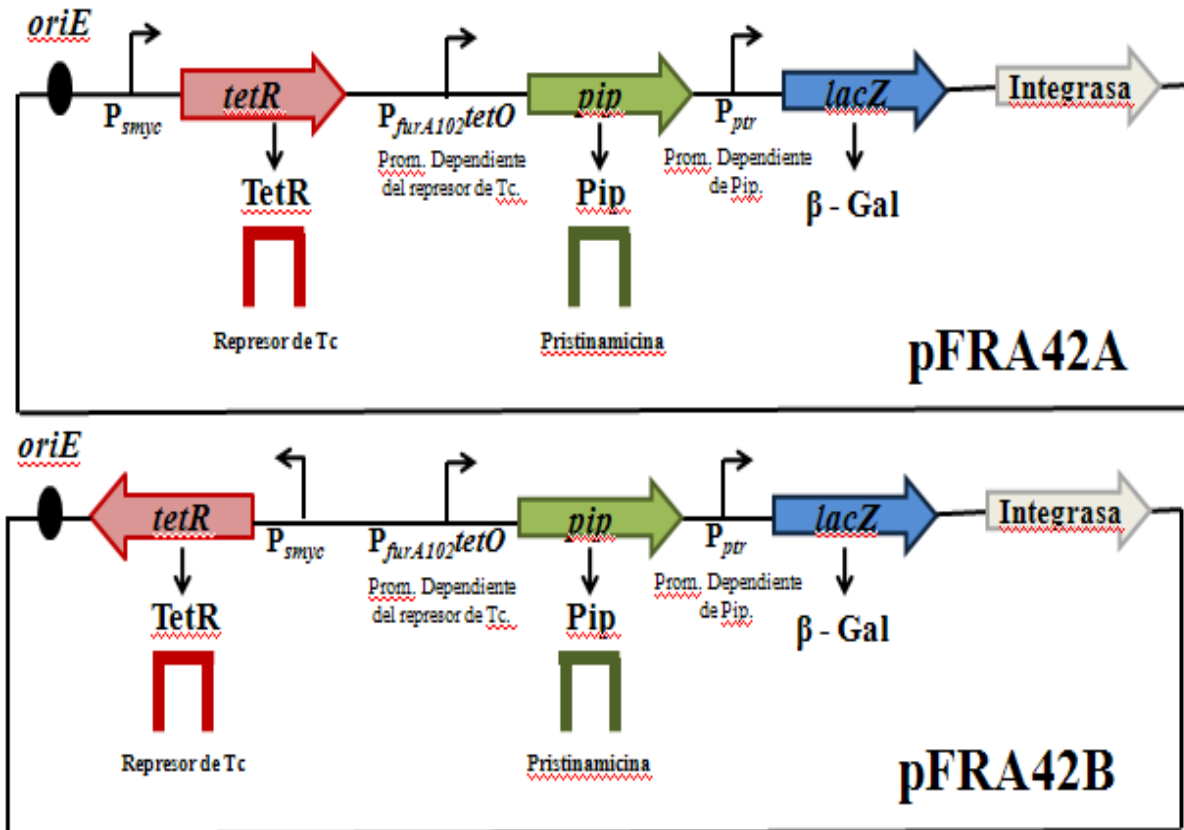 oriE
tetR
pip
lacZ
Integrasa
Psmyc
PfurA102tetO
Pptr
Prom. Dependiente
del represor de Tc.
Prom. Dependiente
de Pip.
TetR
Pip
β - Gal
Represor de Tc
Pristinamicina
pFRA42A
oriE
tetR
pip
lacZ
Integrasa
Psmyc
PfurA102tetO
Pptr
Prom. Dependiente
del represor de Tc.
Prom. Dependiente
de Pip.
TetR
Pip
β - Gal
Represor de Tc
Pristinamicina
pFRA42B